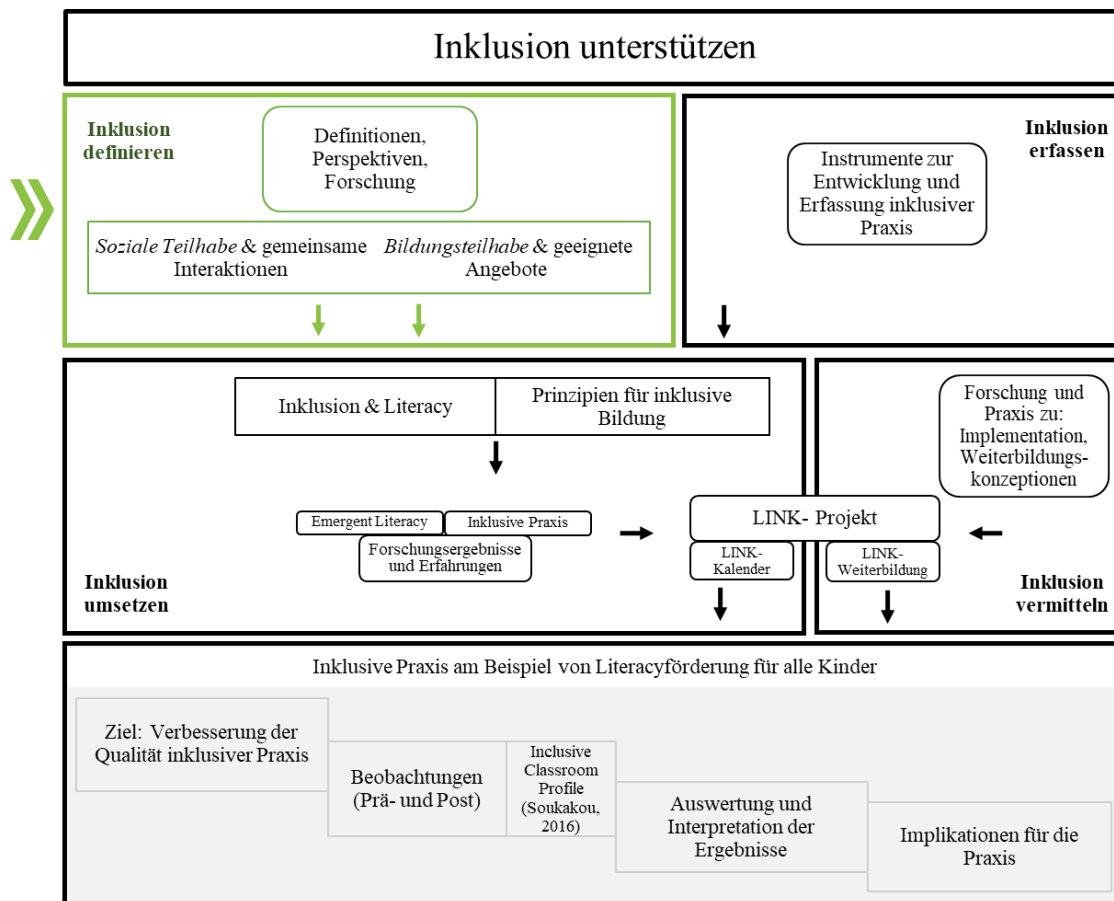 Inklusion unterstützen
Inklusion
definieren
Definitionen,
Perspektiven,
Forschung
Soziale Teilhabe & gemeinsame
Interaktionen
Bildungsteilhabe & geeignete
Angebote
Inklusion
erfassen
Instrumente zur
Entwicklung und
Erfassung inklusiver
Praxis
Inklusion & Literacy
Prinzipien für inklusive
Bildung
Emergent Literacy
Inklusive Praxis
Forschungsergebnisse
und Erfahrungen
Inklusion
umsetzen
LINK- Projekt
LINK-
Kalender
LINK-
Weiterbildung
Forschung und
Praxis zu:
Implementation,
Weiterbildungs-
konzeptionen
Inklusion
vermitteln
Inklusive Praxis am Beispiel von Literacyförderung für alle Kinder
Ziel: Verbesserung der
Qualität inklusiver Praxis
Beobachtungen
(Prä- und Post)
Inclusive
Classroom
Profile
(Soukakou,
2016)
Auswertung und
Interpretation der
Ergebnisse
Implikationen für die
Praxis